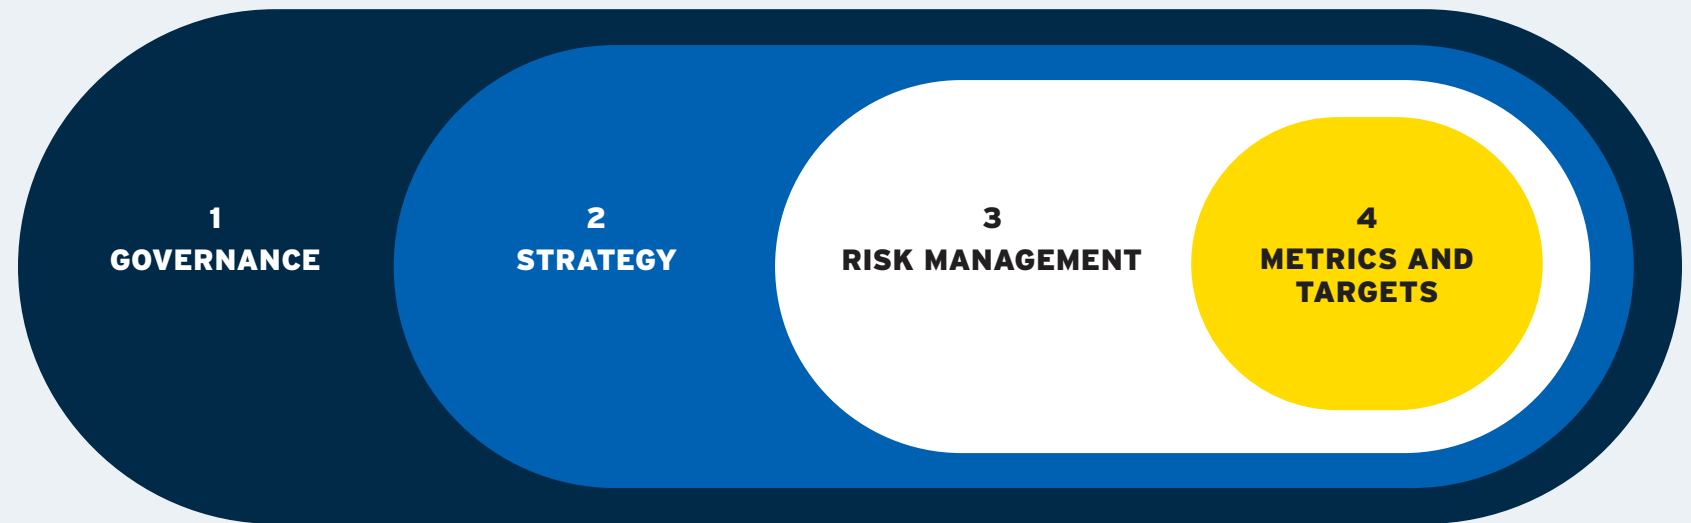 1
GOVERNANCE
2
STRATEGY
3
RISK MANAGEMENT
4
METRICS AND
TARGETS